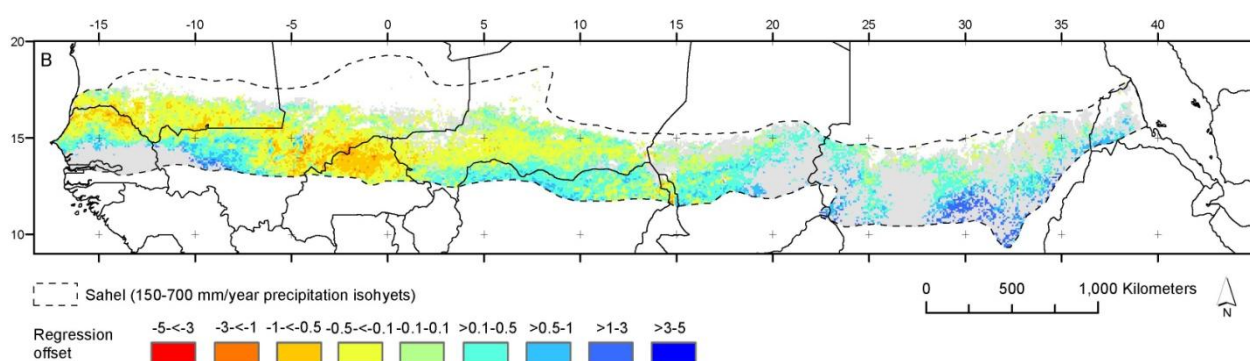 -15 -10 -5 0 5 10 15 20 25 30 35 40
20
B
15
10
Sahel (150-700 mm/year precipitation isohyets)
0 500 1,000 Kilometers
N
Regression offset
-5-<-3 -3-<-1 -1-<-0.5 -0.5-<-0.1 -0.1-0.1 >0.1-0.5 >0.5-1 >1-3 >3-5